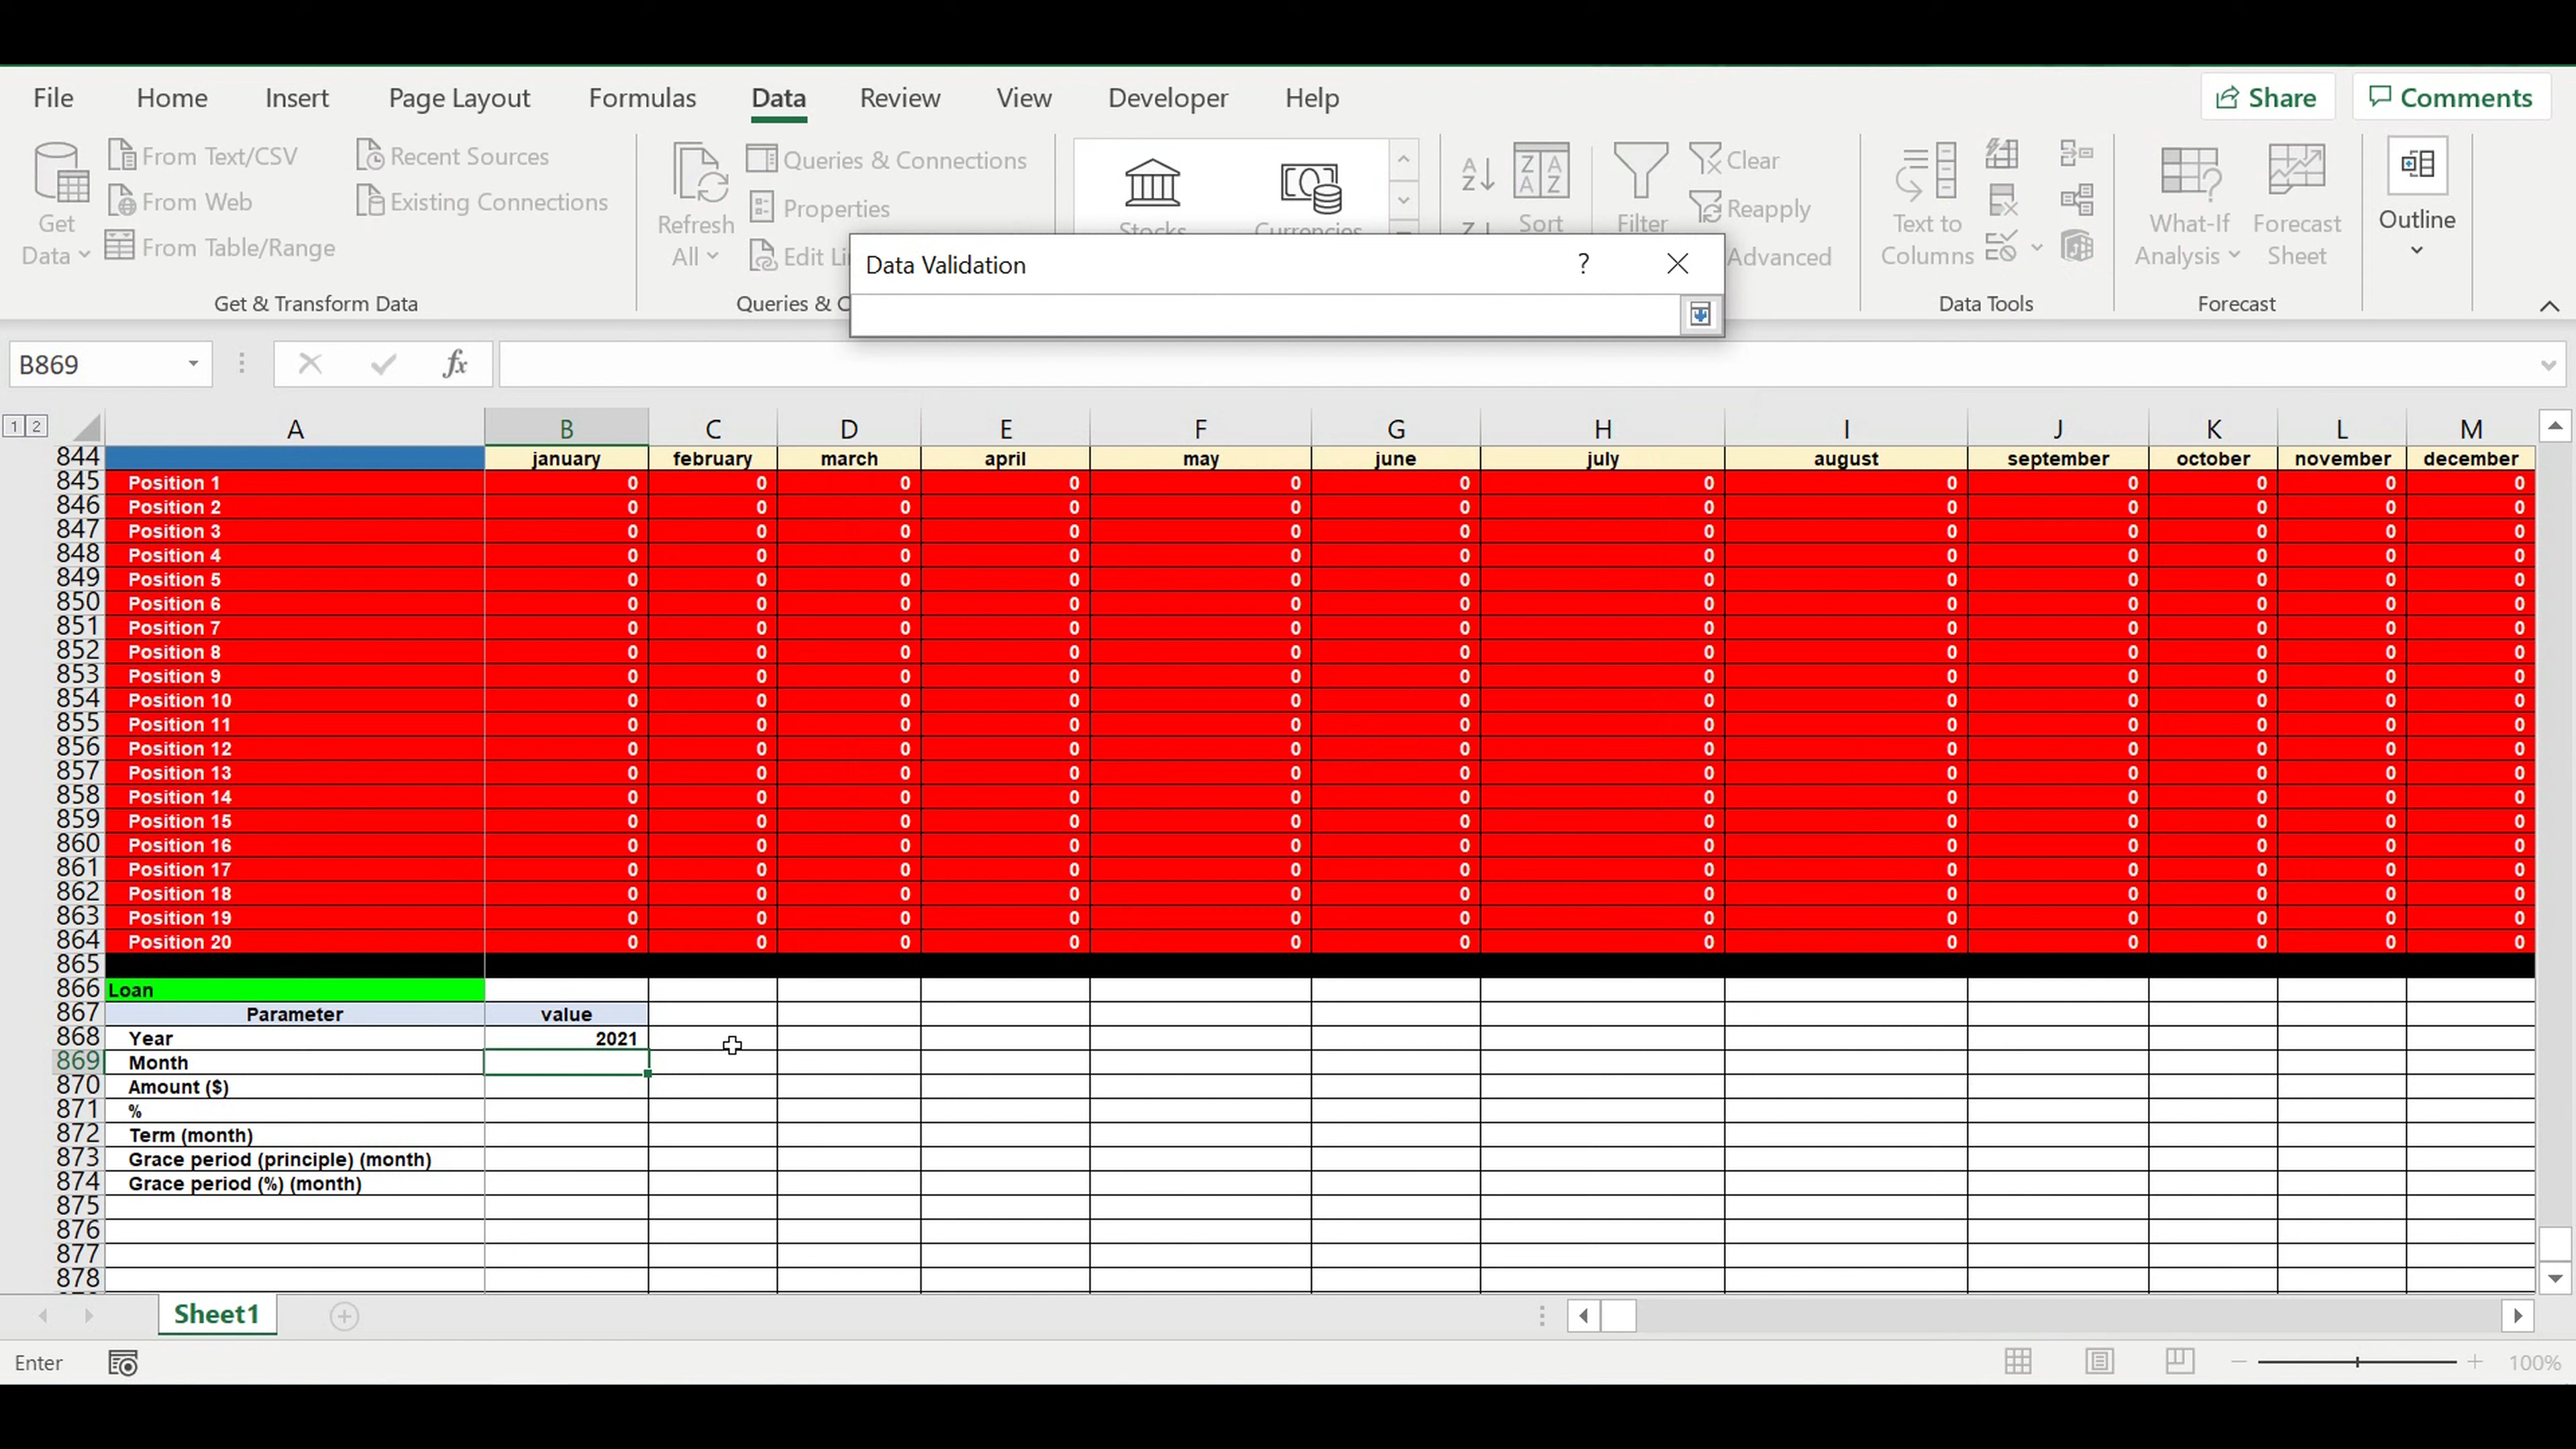 File Home Insert Page Layout Formulas Data Review View Developer Help Share Comments
Get Data
From Text/CSV
From Web
From Table/Range
Recent Sources
Existing Connections
Get & Transform Data
Refresh All
Queries & Connections
Properties
Edit Li
Queries & C
Stocks Currencies
Sort
Filter
Clear
Reapply
Advanced
Text to Columns
Data Tools
What-If Analysis
Forecast Sheet
Forecast
Outline
Data Validation ?
B869 fx
1 2
A B C D E F G H I J K L M
844 january february march april may june july august september october november december
845 Position 1 0 0 0 0 0 0 0 0 0 0 0 0
846 Position 2 0 0 0 0 0 0 0 0 0 0 0 0
847 Position 3 0 0 0 0 0 0 0 0 0 0 0 0
848 Position 4 0 0 0 0 0 0 0 0 0 0 0 0
849 Position 5 0 0 0 0 0 0 0 0 0 0 0 0
850 Position 6 0 0 0 0 0 0 0 0 0 0 0 0
851 Position 7 0 0 0 0 0 0 0 0 0 0 0 0
852 Position 8 0 0 0 0 0 0 0 0 0 0 0 0
853 Position 9 0 0 0 0 0 0 0 0 0 0 0 0
854 Position 10 0 0 0 0 0 0 0 0 0 0 0 0
855 Position 11 0 0 0 0 0 0 0 0 0 0 0 0
856 Position 12 0 0 0 0 0 0 0 0 0 0 0 0
857 Position 13 0 0 0 0 0 0 0 0 0 0 0 0
858 Position 14 0 0 0 0 0 0 0 0 0 0 0 0
859 Position 15 0 0 0 0 0 0 0 0 0 0 0 0
860 Position 16 0 0 0 0 0 0 0 0 0 0 0 0
861 Position 17 0 0 0 0 0 0 0 0 0 0 0 0
862 Position 18 0 0 0 0 0 0 0 0 0 0 0 0
863 Position 19 0 0 0 0 0 0 0 0 0 0 0 0
864 Position 20 0 0 0 0 0 0 0 0 0 0 0 0
865
866 Loan
867 Parameter value
868 Year 2021
869 Month
870 Amount ($)
871 %
872 Term (month)
873 Grace period (principle) (month)
874 Grace period (%) (month)
875
876
877
878
Sheet1
Enter 100%